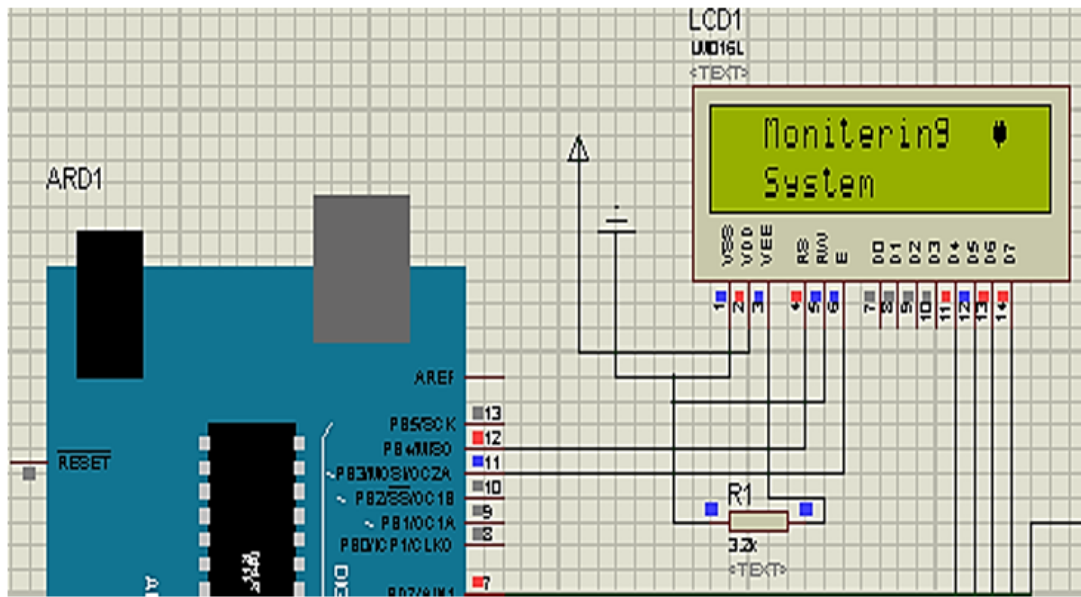 LCD1
LM016L
<TEXT>
Monitering
System
ARD1
VSS
VDD
VEE
RS
RW
E
D0
D1
D2
D3
D4
D5
D6
D7
1
2
3
4
5
6
7
8
9
10
11
12
13
14
AREF
PB5/SCK
13
PB4/MISO
12
RESET
~PB3/MOSI/OC2A
11
~ PB2/SS/OC1B
10
~ PB1/OC1A
9
PB0/ICP1/CLKO
8
PD7/AIN1
7
R1
3.2k
<TEXT>